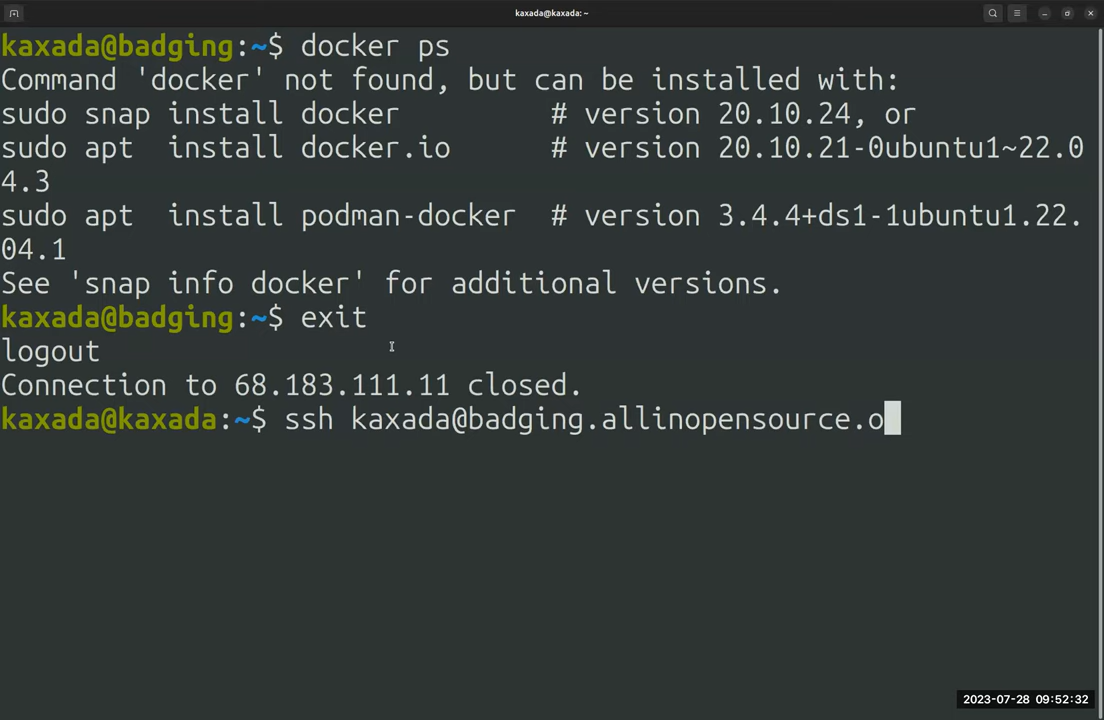 kaxada@kaxada: ~
kaxada@badging:~$ docker ps
Command 'docker' not found, but can be installed with:
sudo snap install docker         # version 20.10.24, or
sudo apt  install docker.io      # version 20.10.21-0ubuntu1~22.0
4.3
sudo apt  install podman-docker  # version 3.4.4+ds1-1ubuntu1.22.
04.1
See 'snap info docker' for additional versions.
kaxada@badging:~$ exit
logout
Connection to 68.183.111.11 closed.
kaxada@kaxada:~$ ssh kaxada@badging.allinopensource.o
2023-07-28 09:52:32